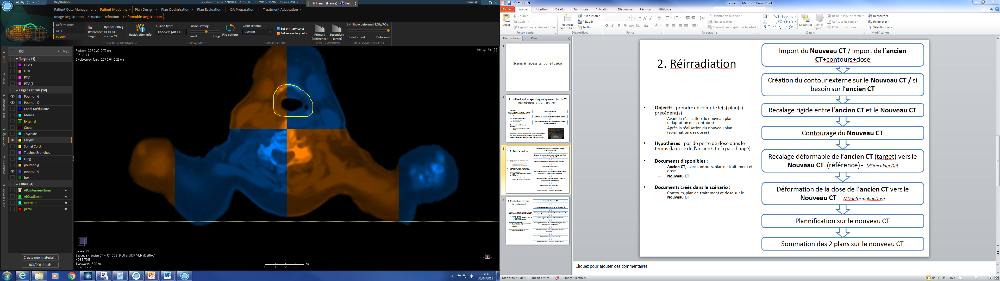 RayStation 6
Patient name: ANDREE BARBIER ID: 201603596 Case: CASE 2
FR French (France) Help
Clinical
Patient Data Management Patient Modeling Plan Design Plan Optimization Plan Evaluation QA Preparation Treatment Adaptation
Image Registration Structure Definition Deformable Registration
Deformation
Grid
Fusion
HybridDefReg
Reference: CT DOSI
Target: ancien CT
Registration info
CURRENT REGISTRATION
Fusion type:
Checkers [Alt + I
Fusion setting:
Small Large
Flip pattern
DISPLAY MODE
Color scheme:
Custom
Set primary color
Set secondary color
DISPLAY COLORS
Primary
(Reference)
Secondary
(Target)
LEVEL / WINDOW
Show deformed ROIs/POIs
Undeformed Deformed
DEFORMATION RATIO
ROIs
POIs
Registrations
Scripting
Protocols
Visualization
ROI Matl
Targets (4)
CTV T
GTV
PTV
PTV (1)
Organs at risk (14)
Poumon G
Poumon D
Canal Médullaire
Moelle
External
Coeur
Thyroide
Larynx
Spinal Cord
Trachée Bronches
Lung
poumon g
poumon d
box
Other (4)
AIOinterieur-1mm
AIOext3mm
interieur
paroi
Create new material...
ROI/POI details
Position: -0.37 7.20 -0.72 cm
CT: 32 HU
Displacement [cm]: -0.37 0.04 -0.23 cm
Primary: CT DOSI
Secondary: ancien CT -> CT DOSI (FoR and DR 'HybridDefReg1')
HOST-7569
Transversal: 7.20 cm
Slice 100/126
0 1 2 3 cm
17:39
30/04/2018
Scenarii - Microsoft PowerPoint
Fichier Accueil Insertion Création Transitions Animations Diaporama Révision Affichage
Coller
Couper
Copier
Reproduire la mise en forme
Presse-papiers
Nouvelle
diapositive
Disposition
Rétablir
Section
Diapositives
12
Police
Orientation du texte
Aligner le texte
Convertir en graphique SmartArt
Paragraphe
Organiser
Styles
rapides
Remplissage de forme
Contour de forme
Effets sur la forme
Dessin
Rechercher
Remplacer
Sélectionner
Modification
Diapositives Plan
1
Scenarii nécessitant une fusion
2
1. Utilisation d'images diagnostiques en plus du CT
dosimétrique - CT / CT-TEP / IRM -
3
2. Réirradiation
4
3. Evaluation en cours
de traitement
2. Réirradiation
• Objectif : prendre en compte le(s) plan(s)
précédent(s)
– Avant la réalisation du nouveau plan
(adaptation des contours)
– Après la réalisation du nouveau plan
(sommation des doses)
• Hypothèses : pas de perte de dose dans le
temps (la dose de l'ancien CT n'a pas changé)
• Documents disponibles :
– Ancien CT, avec contours, plan de traitement et
dose
– Nouveau CT
• Documents créés dans le scénario :
– Contours, plan de traitement et dose sur le
Nouveau CT
Import du Nouveau CT / Import de l'ancien
CT+contours+dose
Création du contour externe sur le Nouveau CT / si
besoin sur l'ancien CT
Recalage rigide entre l'ancien CT et le Nouveau CT
Contourage du Nouveau CT
Recalage déformable de l'ancien CT (target) vers le
Nouveau CT (référence) - MOrecalageDef
Déformation de la dose de l'ancien CT vers le
Nouveau CT – MOdeformationDose
Plannification sur le nouveau CT
Sommation des 2 plans sur le nouveau CT
Cliquez pour ajouter des commentaires
Diapositive 3 de 4 "Thème Office" Français (France) 116 %